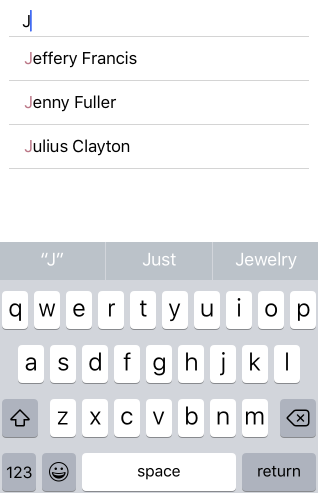 J
Jeffery Francis
Jenny Fuller
Julius Clayton
“J” Just Jewelry
q w e r t y u i o p
a s d f g h j k l
z x c v b n m
123 space return